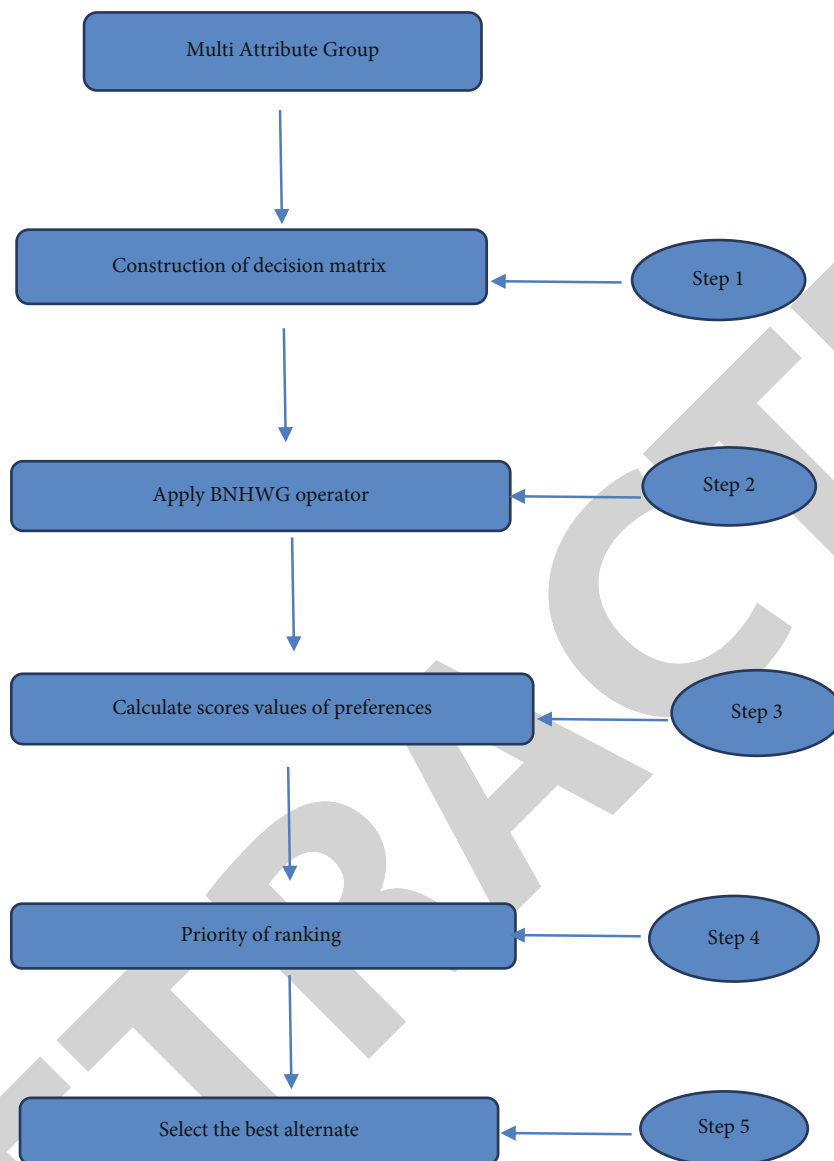 Multi Attribute Group
Construction of decision matrix
Step 1
Apply BNHWG operator
Step 2
Calculate scores values of preferences
Step 3
Priority of ranking
Step 4
Select the best alternate
Step 5